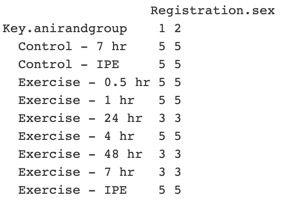 Registration.sex
Key.anirandgroup 1 2
Control - 7 hr 5 5
Control - IPE 5 5
Exercise - 0.5 hr 5 5
Exercise - 1 hr 5 5
Exercise - 24 hr 3 3
Exercise - 4 hr 5 5
Exercise - 48 hr 3 3
Exercise - 7 hr 3 3
Exercise - IPE 5 5